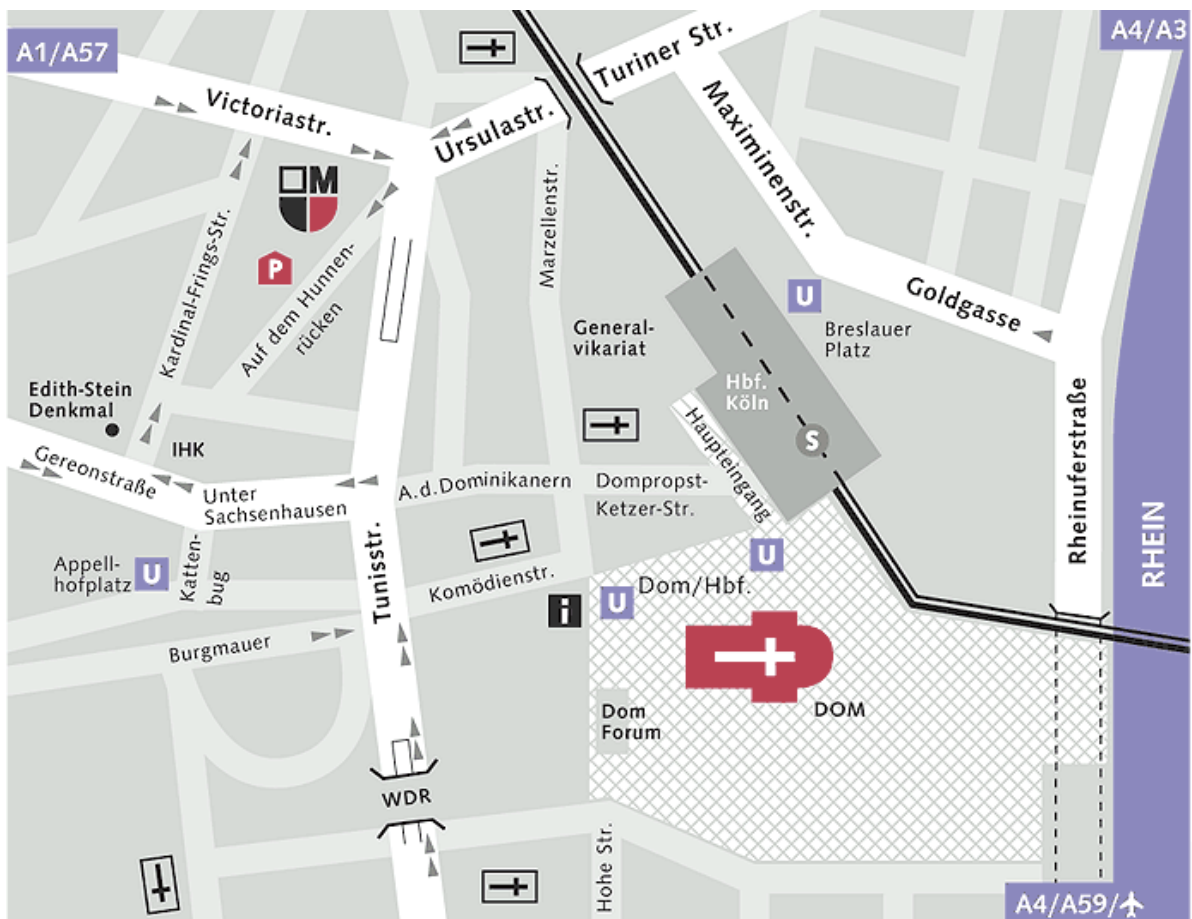 A1/A57
A4/A3
Turiner Str.
Victoriastr.
Ursulastr.
Maximinenstr.
M
Marzellenstr.
Kardinal-Frings-Str.
P
Auf dem Hunnen-
rücken
U
Goldgasse
General-
vikariat
Breslauer
Platz
Edith-Stein
Denkmal
Hbf.
Köln
S
Haupteingang
IHK
Gereonstraße
Unter
Sachsenhausen
A.d.Dominikanern
Dompropst-
Ketzer-Str.
Rheinuferstraße
RHEIN
Appell-
hofplatz
U
Katten-
bug
Tunisstr.
Komödienstr.
i
U
U
Dom/Hbf.
Burgmauer
DOM
Dom
Forum
WDR
Hohe Str.
A4/A59/